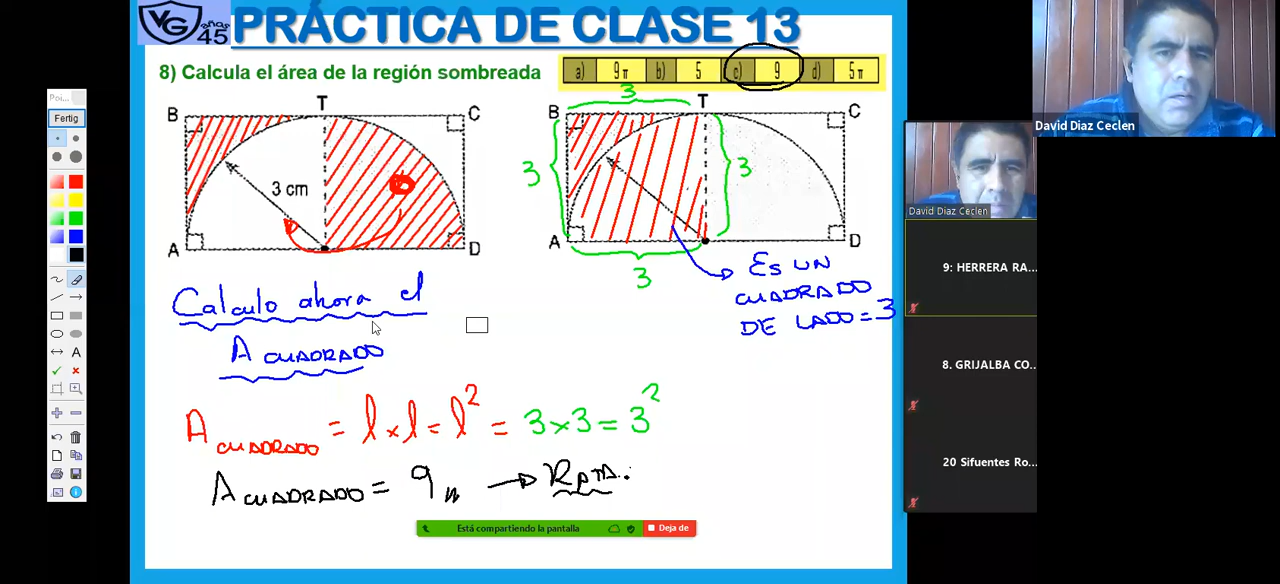 VG
años
45
PRÁCTICA DE CLASE 13
8) Calcula el área de la región sombreada
a) 9π b) 5 c) 9 d) 5π
B T C
3 cm
A D
3
B T C
3 3
A D
3
ES UN
CUADRADO
DE LADO = 3
Calculo ahora el
A CUADRADO
A CUADRADO = l x l = l² = 3 x 3 = 3²
A CUADRADO = 9 → RPTA.
Poi...
Fertig
A
Está compartiendo la pantalla
Deja de
David Diaz Ceclen
David Diaz Ceclen
9: HERRERA RA...
8. GRIJALBA CO...
20 Sifuentes Ro...